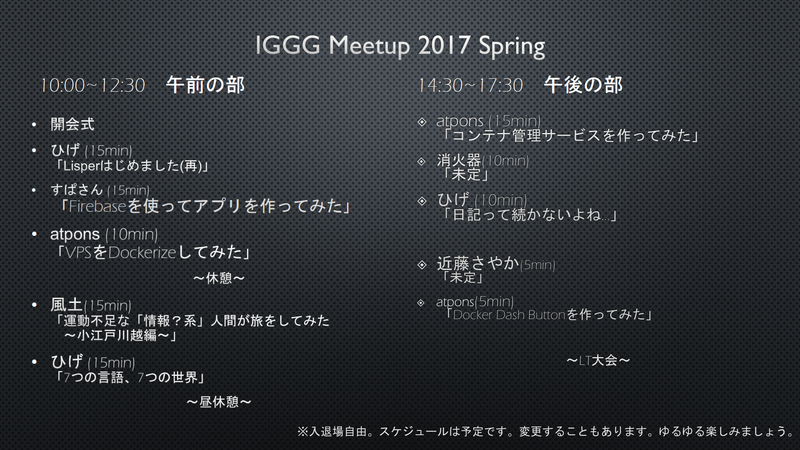 IGGG Meetup 2017 Spring
10:00~12:30 午前の部
• 開会式
• ひげ (15min)
「Lisperはじめました(再)」
• すぱさん (15min)
「Firebaseを使ってアプリを作ってみた」
• atpons (10min)
「VPSをDockerizeしてみた」
～休憩～
• 風土(15min)
「運動不足な「情報？系」人間が旅をしてみた
～小江戸川越編～」
• ひげ (15min)
「7つの言語、7つの世界」
～昼休憩～
14:30~17:30 午後の部
◈ atpons (15min)
「コンテナ管理サービスを作ってみた」
◈ 消火器(10min)
「未定」
◈ ひげ (10min)
「日記って続かないよね…」
◈ 近藤さやか(5min)
「未定」
◈ atpons(5min)
「Docker Dash Buttonを作ってみた」
～LT大会～
※入退場自由。スケジュールは予定です。変更することもあります。ゆるゆる楽しみましょう。